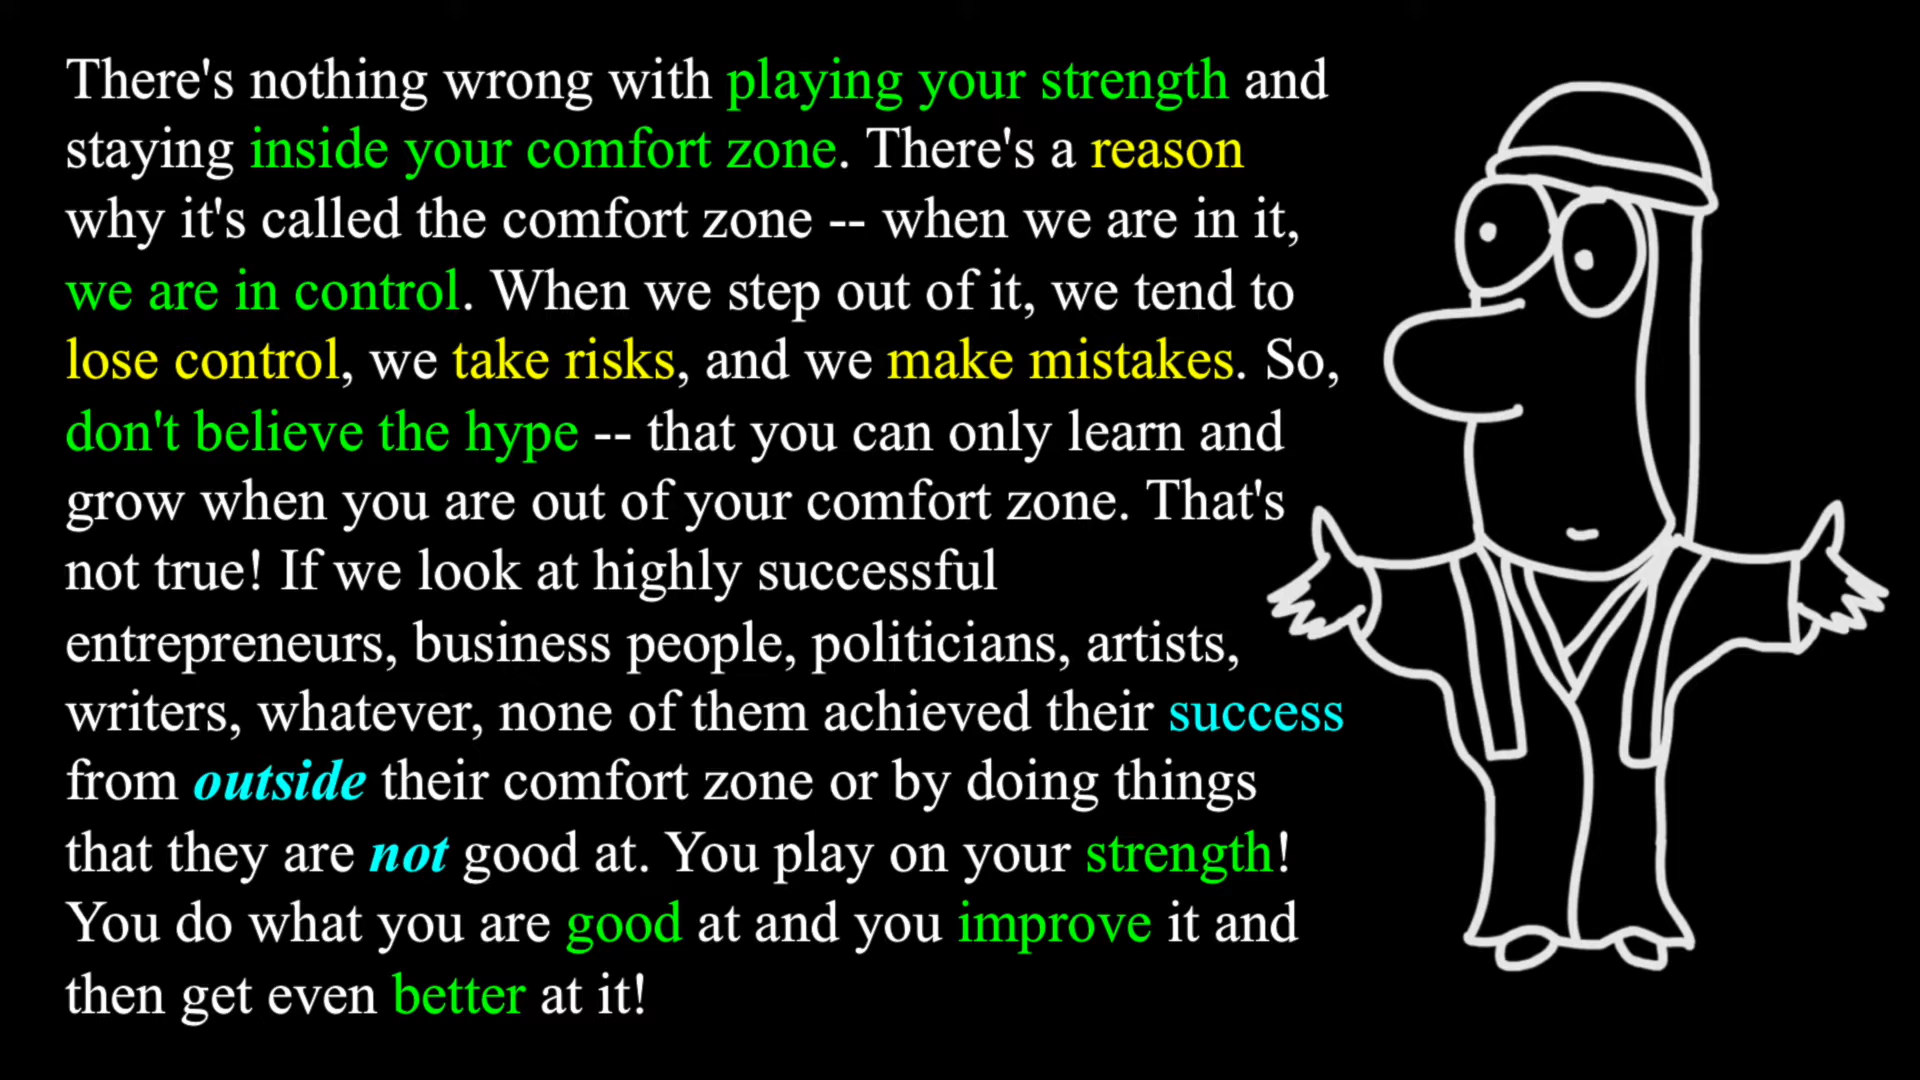 There's nothing wrong with playing your strength and
staying inside your comfort zone. There's a reason
why it's called the comfort zone -- when we are in it,
we are in control. When we step out of it, we tend to
lose control, we take risks, and we make mistakes. So,
don't believe the hype -- that you can only learn and
grow when you are out of your comfort zone. That's
not true! If we look at highly successful
entrepreneurs, business people, politicians, artists,
writers, whatever, none of them achieved their success
from outside their comfort zone or by doing things
that they are not good at. You play on your strength!
You do what you are good at and you improve it and
then get even better at it!